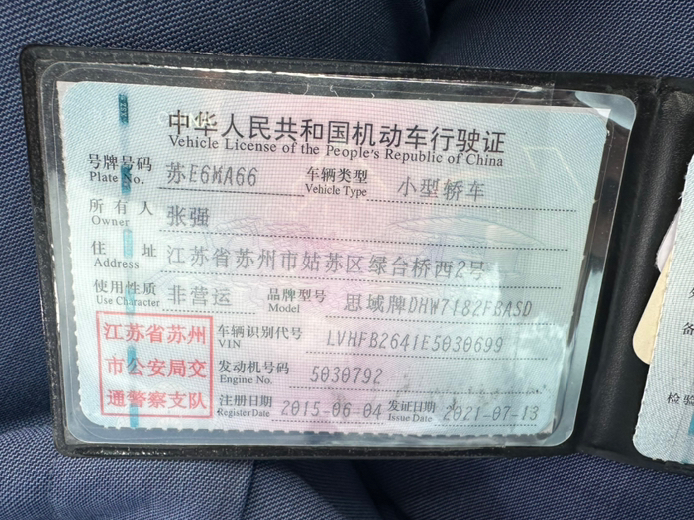 中华人民共和国机动车行驶证
Vehicle License of the People's Republic of China
号牌号码 苏E6MA66 车辆类型 小型轿车
Plate No. Vehicle Type
所有人 张强
Owner
住址 江苏省苏州市姑苏区绿台桥西2号
Address
使用性质 非营运 品牌型号 思域牌DHW7182FBASD
Use Character Model
江苏省苏州 车辆识别代号 LVHFB2641E5030699
VIN
市公安局交 发动机号码 5030792
Engine No.
通警察支队 注册日期 2015-06-04 发证日期 2021-07-13
Register Date Issue Date
备
检验